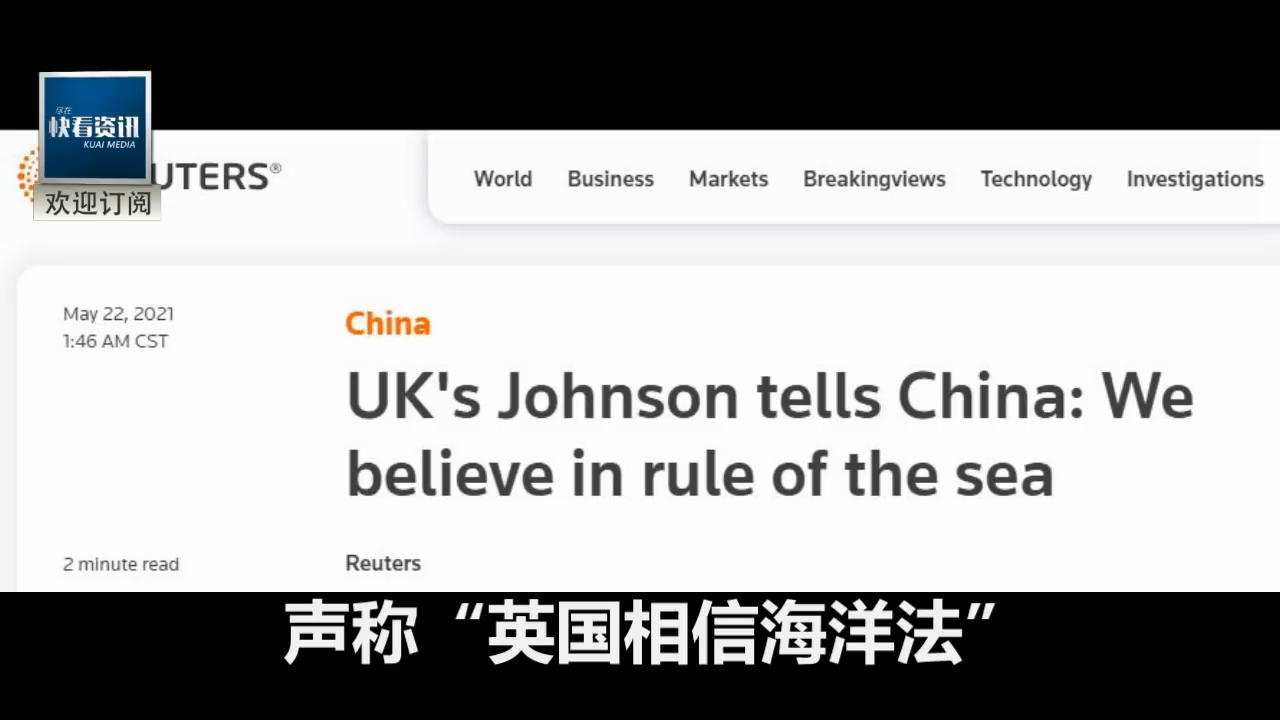 尽在
快看资讯
KUAI MEDIA
欢迎订阅
UTERS®
World Business Markets Breakingviews Technology Investigations
May 22, 2021
1:46 AM CST
China
UK's Johnson tells China: We
believe in rule of the sea
2 minute read
Reuters
声称“英国相信海洋法”